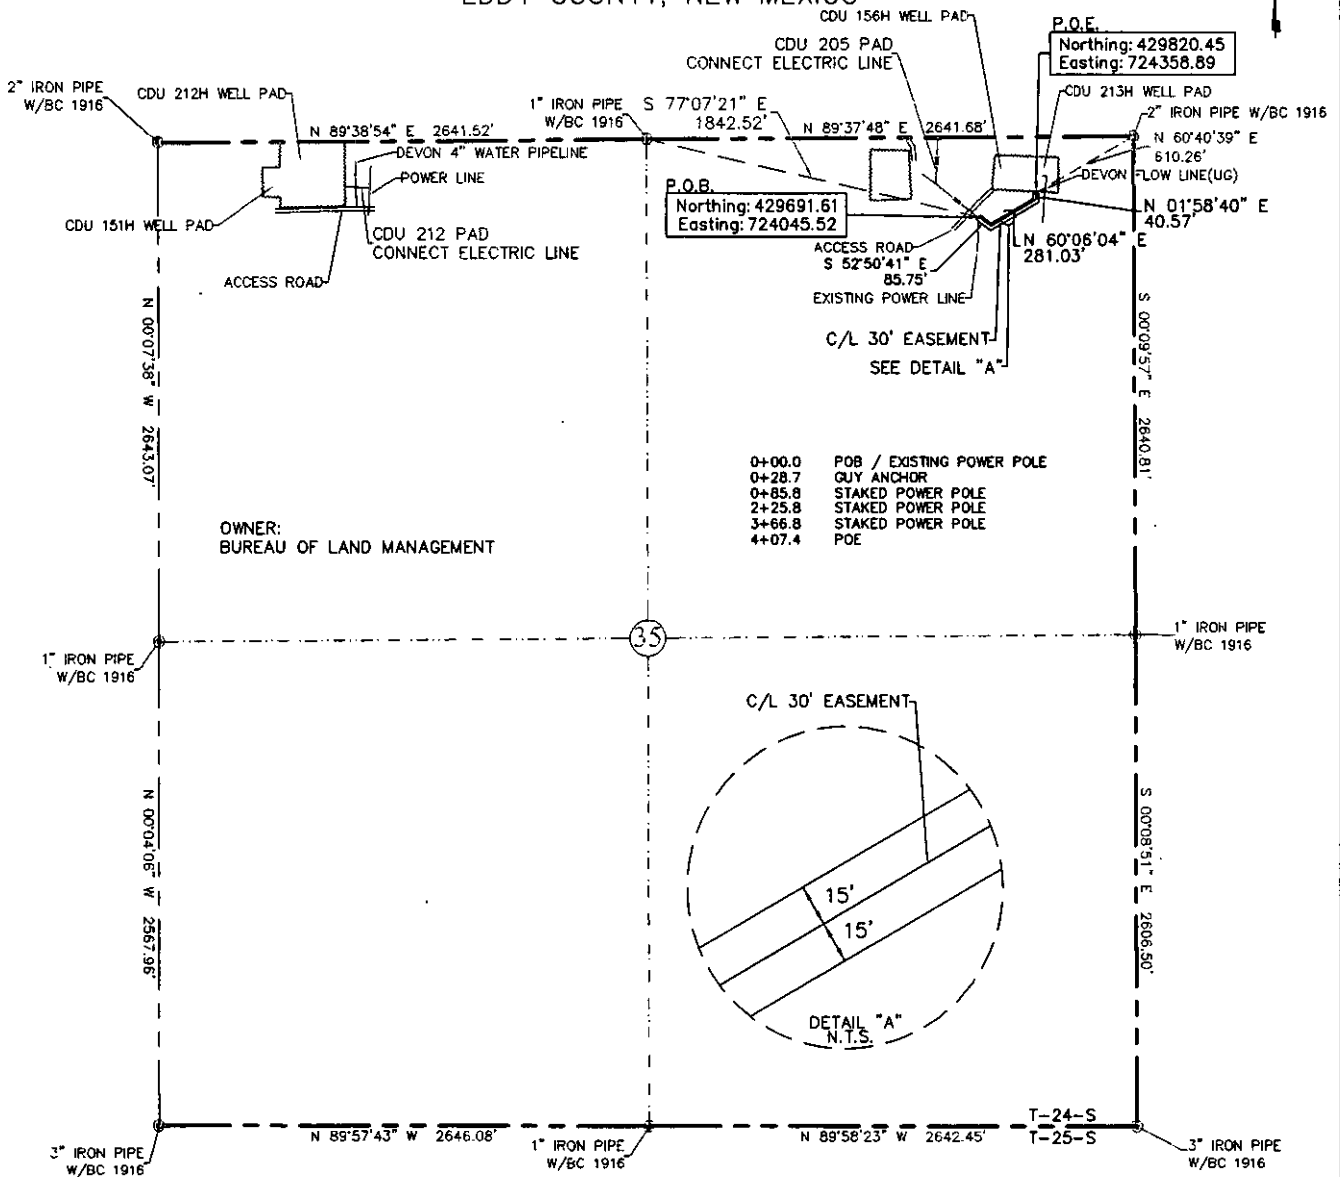 EDDY COUNTY, NEW MEXICO
CDU 156H WELL PAD
P.O.E.
Northing: 429820.45
Easting: 724358.89
CDU 205 PAD
CONNECT ELECTRIC LINE
2" IRON PIPE
W/BC 1916
CDU 212H WELL PAD
1" IRON PIPE
W/BC 1916
S 77°07'21" E
1842.52'
CDU 213H WELL PAD
2" IRON PIPE W/BC 1916
N 89°38'54" E 2641.52'
N 89°37'48" E 2641.68'
N 60°40'39" E
610.26'
DEVON 4" WATER PIPELINE
POWER LINE
DEVON FLOW LINE(UG)
P.O.B.
Northing: 429691.61
Easting: 724045.52
N 01°58'40" E
40.57'
CDU 151H WELL PAD
CDU 212 PAD
CONNECT ELECTRIC LINE
ACCESS ROAD
ACCESS ROAD
N 60°06'04" E
281.03'
S 52°50'41" E
85.75'
EXISTING POWER LINE
C/L 30' EASEMENT
SEE DETAIL "A"
N 00°07'38" W 2643.07'
S 00°09'57" E 2640.81'
0+00.0 POB / EXISTING POWER POLE
0+28.7 GUY ANCHOR
0+85.8 STAKED POWER POLE
2+25.8 STAKED POWER POLE
3+66.8 STAKED POWER POLE
4+07.4 POE
OWNER:
BUREAU OF LAND MANAGEMENT
35
1" IRON PIPE
W/BC 1916
1" IRON PIPE
W/BC 1916
C/L 30' EASEMENT
N 00°04'06" W 2567.96'
S 00°08'51" E 2606.50'
15'
15'
DETAIL "A"
N.T.S.
T-24-S
T-25-S
N 89°57'43" W 2646.08'
N 89°58'23" W 2642.45'
3" IRON PIPE
W/BC 1916
1" IRON PIPE
W/BC 1916
3" IRON PIPE
W/BC 1916